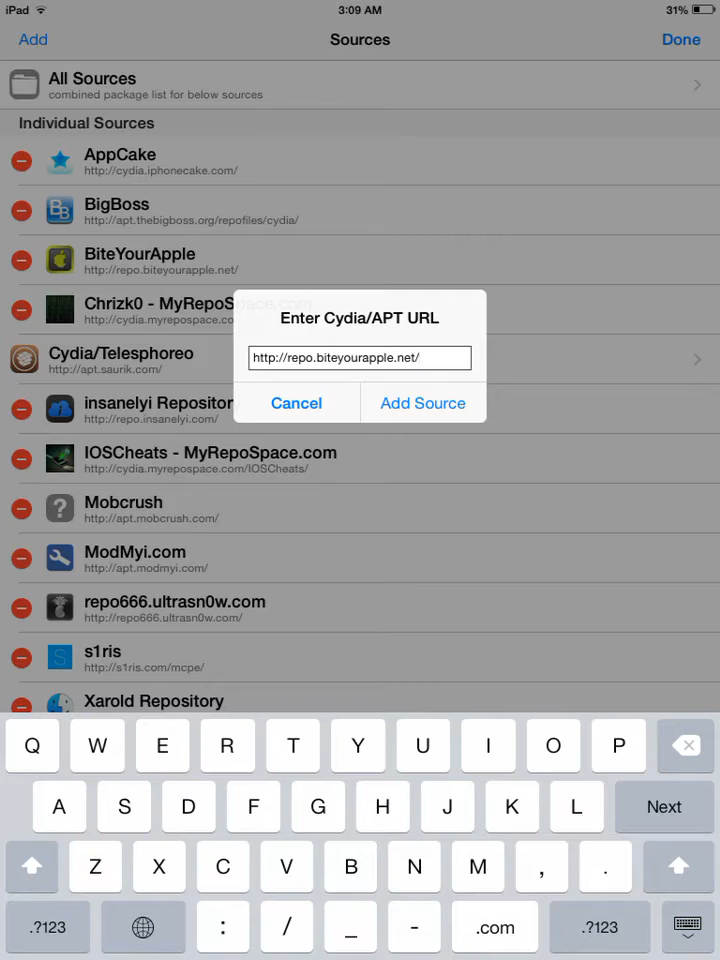 iPad 3:09 AM 31%
Add Sources Done
All Sources
combined package list for below sources
Individual Sources
AppCake
http://cydia.iphonecake.com/
BigBoss
http://apt.thebigboss.org/repofiles/cydia/
BiteYourApple
http://repo.biteyourapple.net/
Chrizk0 - MyRepoSpace.com
http://cydia.myrepospace.co
Enter Cydia/APT URL
http://repo.biteyourapple.net/
Cancel Add Source
Cydia/Telesphoreo
http://apt.saurik.com/
insanelyi Repositor
http://repo.insanelyi.com/
IOSCheats - MyRepoSpace.com
http://cydia.myrepospace.com/IOSCheats/
Mobcrush
http://apt.mobcrush.com/
ModMyi.com
http://apt.modmyi.com/
repo666.ultrasn0w.com
http://repo666.ultrasn0w.com/
s1ris
http://s1ris.com/mcpe/
Xarold Repository
Q W E R T Y U I O P
A S D F G H J K L Next
Z X C V B N M , .
.?123 : / _ - .com .?123